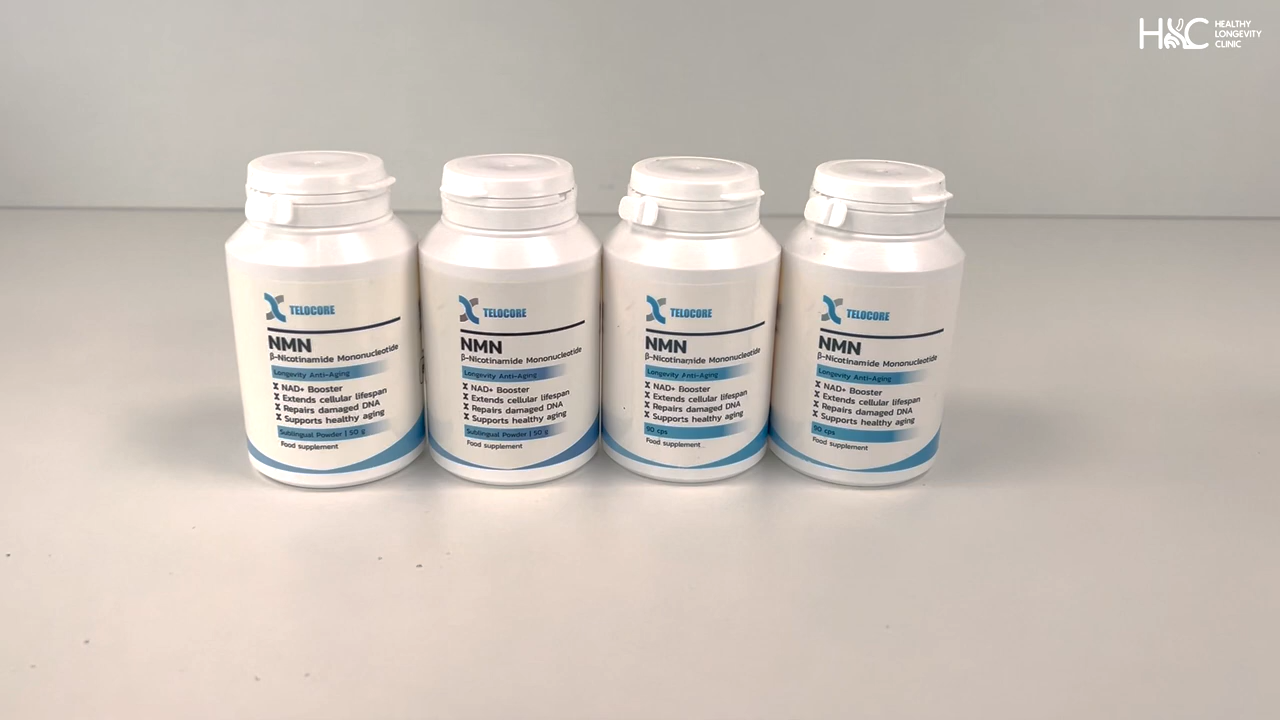 HEALTHY
LONGEVITY
CLINIC
TELOCORE
NMN
β-Nicotinamide Mononucleotide
Longevity Anti-Aging
NAD+ Booster
Extends cellular lifespan
Repairs damaged DNA
Supports healthy aging
Sublingual Powder | 50 g
Food supplement
TELOCORE
NMN
β-Nicotinamide Mononucleotide
Longevity Anti-Aging
NAD+ Booster
Extends cellular lifespan
Repairs damaged DNA
Supports healthy aging
Sublingual Powder | 50 g
Food supplement
TELOCORE
NMN
β-Nicotinamide Mononucleotide
Longevity Anti-Aging
NAD+ Booster
Extends cellular lifespan
Repairs damaged DNA
Supports healthy aging
90 cps
Food supplement
TELOCORE
NMN
β-Nicotinamide Mononucleotide
Longevity Anti-Aging
NAD+ Booster
Extends cellular lifespan
Repairs damaged DNA
Supports healthy aging
90 cps
Food supplement